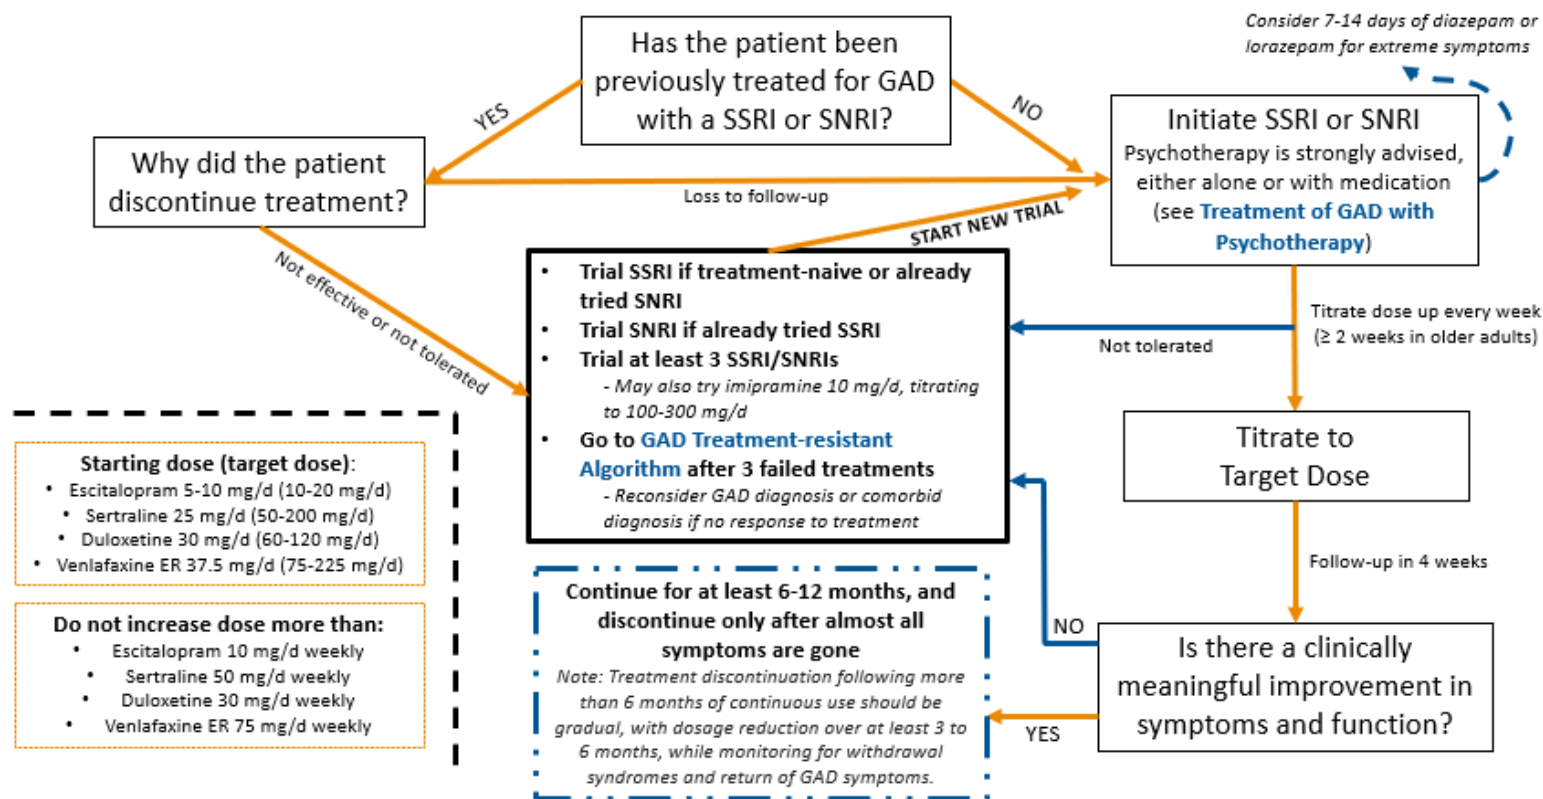 Has the patient been
previously treated for GAD
with a SSRI or SNRI?
YES
NO
Consider 7-14 days of diazepam or
lorazepam for extreme symptoms
Why did the patient
discontinue treatment?
Loss to follow-up
Not effective or not tolerated
START NEW TRIAL
Initiate SSRI or SNRI
Psychotherapy is strongly advised,
either alone or with medication
(see Treatment of GAD with
Psychotherapy)
• Trial SSRI if treatment-naive or already
tried SNRI
• Trial SNRI if already tried SSRI
• Trial at least 3 SSRI/SNRIs
- May also try imipramine 10 mg/d, titrating
to 100-300 mg/d
• Go to GAD Treatment-resistant
Algorithm after 3 failed treatments
- Reconsider GAD diagnosis or comorbid
diagnosis if no response to treatment
Not tolerated
Titrate dose up every week
(≥ 2 weeks in older adults)
Titrate to
Target Dose
Follow-up in 4 weeks
Is there a clinically
meaningful improvement in
symptoms and function?
NO
YES
Continue for at least 6-12 months, and
discontinue only after almost all
symptoms are gone
Note: Treatment discontinuation following more
than 6 months of continuous use should be
gradual, with dosage reduction over at least 3 to
6 months, while monitoring for withdrawal
syndromes and return of GAD symptoms.
Starting dose (target dose):
• Escitalopram 5-10 mg/d (10-20 mg/d)
• Sertraline 25 mg/d (50-200 mg/d)
• Duloxetine 30 mg/d (60-120 mg/d)
• Venlafaxine ER 37.5 mg/d (75-225 mg/d)
Do not increase dose more than:
• Escitalopram 10 mg/d weekly
• Sertraline 50 mg/d weekly
• Duloxetine 30 mg/d weekly
• Venlafaxine ER 75 mg/d weekly